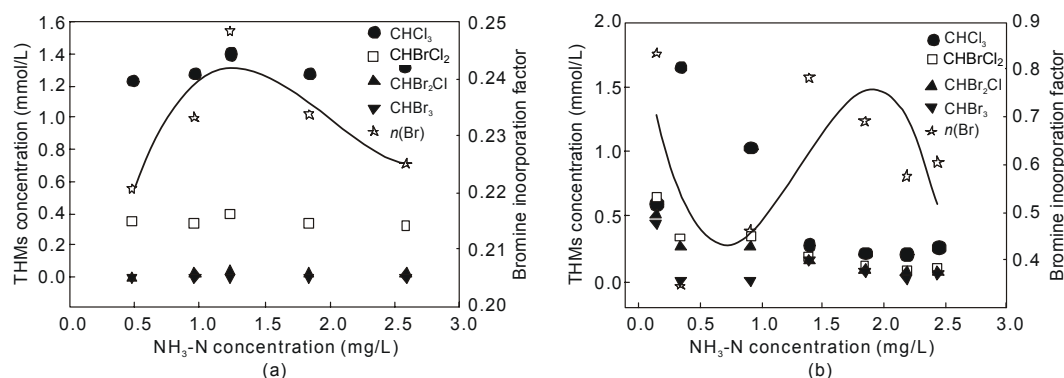 THMs concentration (mmol/L)
1.6
1.4
1.2
1.0
0.8
0.6
0.4
0.2
0.0
0.25
0.24
0.23
0.22
0.21
0.20
Bromine incorporation factor
CHCl3
CHBrCl2
CHBr2Cl
CHBr3
n(Br)
0.0 0.5 1.0 1.5 2.0 2.5 3.0
NH3-N concentration (mg/L)
(a)
THMs concentration (mmol/L)
2.0
1.5
1.0
0.5
0.0
0.9
0.8
0.7
0.6
0.5
0.4
Bromine incoporation factor
CHCl3
CHBrCl2
CHBr2Cl
CHBr3
n(Br)
0.0 0.5 1.0 1.5 2.0 2.5 3.0
NH3-N concentration (mg/L)
(b)